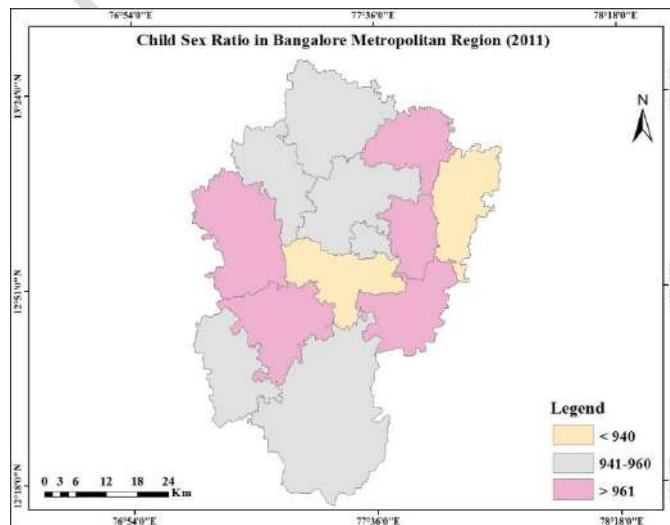 76°54'0"E 77°36'0"E 78°18'0"E
Child Sex Ratio in Bangalore Metropolitan Region (2011)
13°24'0"N
N
12°51'0"N
Legend
< 940
941-960
> 961
0 3 6 12 18 24
Km
12°18'0"N
76°54'0"E 77°36'0"E 78°18'0"E